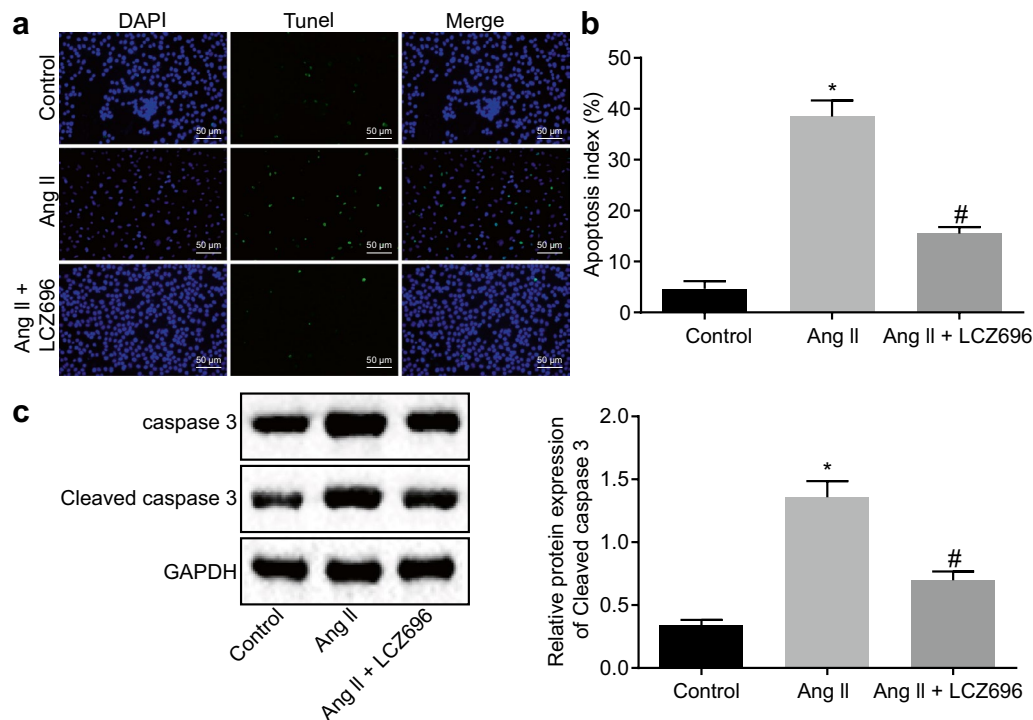 a
DAPI Tunel Merge
Control
50 µm 50 µm 50 µm
Ang II
50 µm 50 µm 50 µm
Ang II +
LCZ696
50 µm 50 µm 50 µm
b
Apoptosis index (%)
50
40
30
20
10
0
*
#
Control Ang II Ang II + LCZ696
c
caspase 3
Cleaved caspase 3
GAPDH
Control Ang II Ang II + LCZ696
Relative protein expression
of Cleaved caspase 3
2.0
1.5
1.0
0.5
0.0
*
#
Control Ang II Ang II + LCZ696